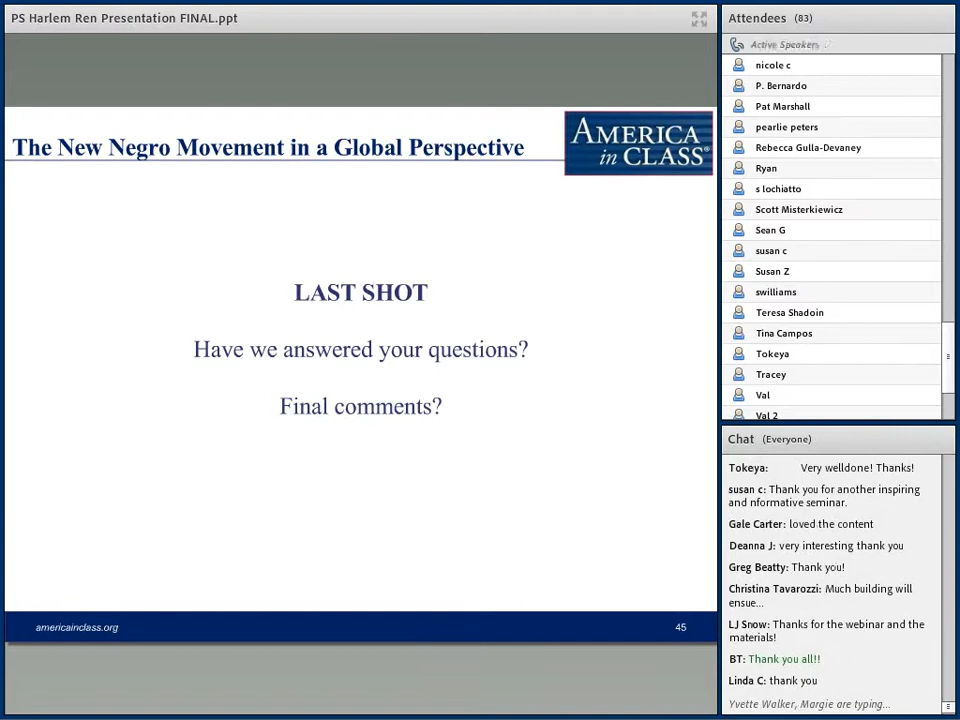 PS Harlem Ren Presentation FINAL.ppt
The New Negro Movement in a Global Perspective
AMERICA
in CLASS®
LAST SHOT
Have we answered your questions?
Final comments?
americainclass.org
45
Attendees (83)
Active Speakers
nicole c
P. Bernardo
Pat Marshall
pearlie peters
Rebecca Gulla-Devaney
Ryan
s lochiatto
Scott Misterkiewicz
Sean G
susan c
Susan Z
swilliams
Teresa Shadoin
Tina Campos
Tokeya
Tracey
Val
Val 2
Chat (Everyone)
Tokeya: Very welldone! Thanks!
susan c: Thank you for another inspiring
and nformative seminar.
Gale Carter: loved the content
Deanna J: very interesting thank you
Greg Beatty: Thank you!
Christina Tavarozzi: Much building will
ensue...
LJ Snow: Thanks for the webinar and the
materials!
BT: Thank you all!!
Linda C: thank you
Yvette Walker, Margie are typing...